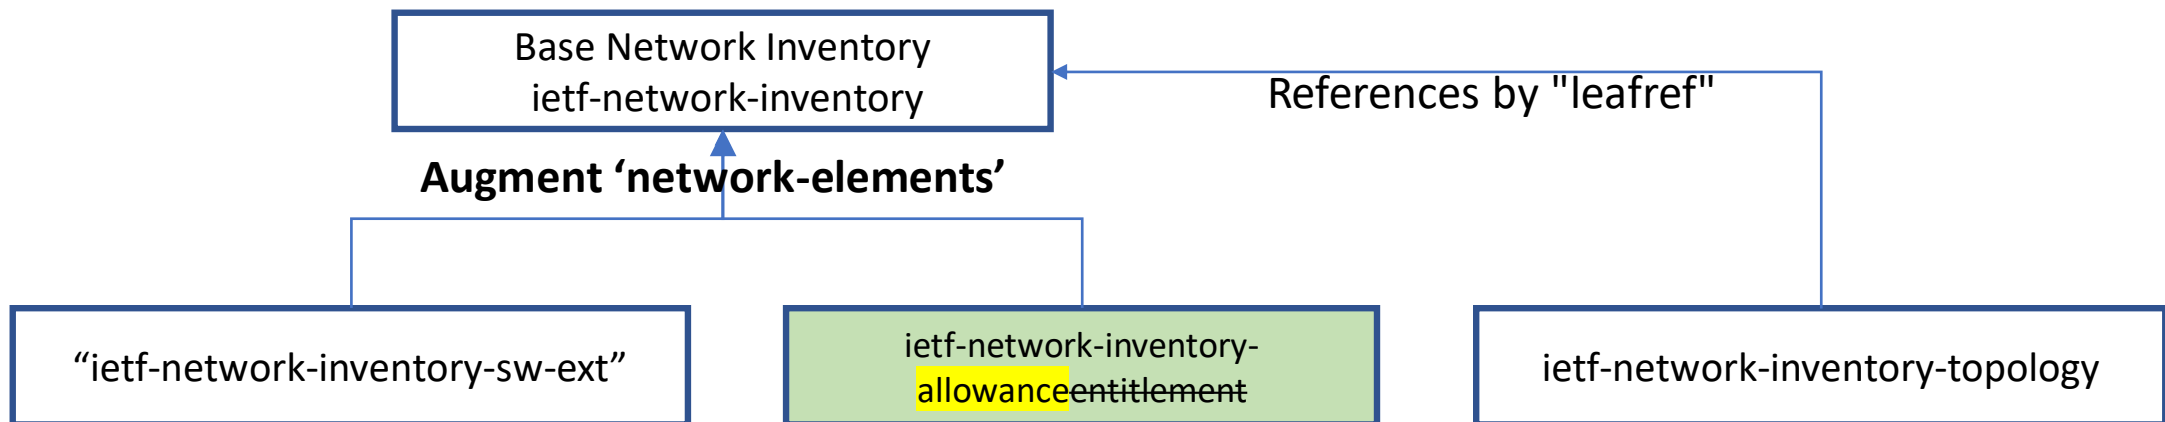 Base Network Inventory
ietf-network-inventory
References by "leafref"
Augment ‘network-elements’
“ietf-network-inventory-sw-ext”
ietf-network-inventory-
allowanceentitlement
ietf-network-inventory-topology